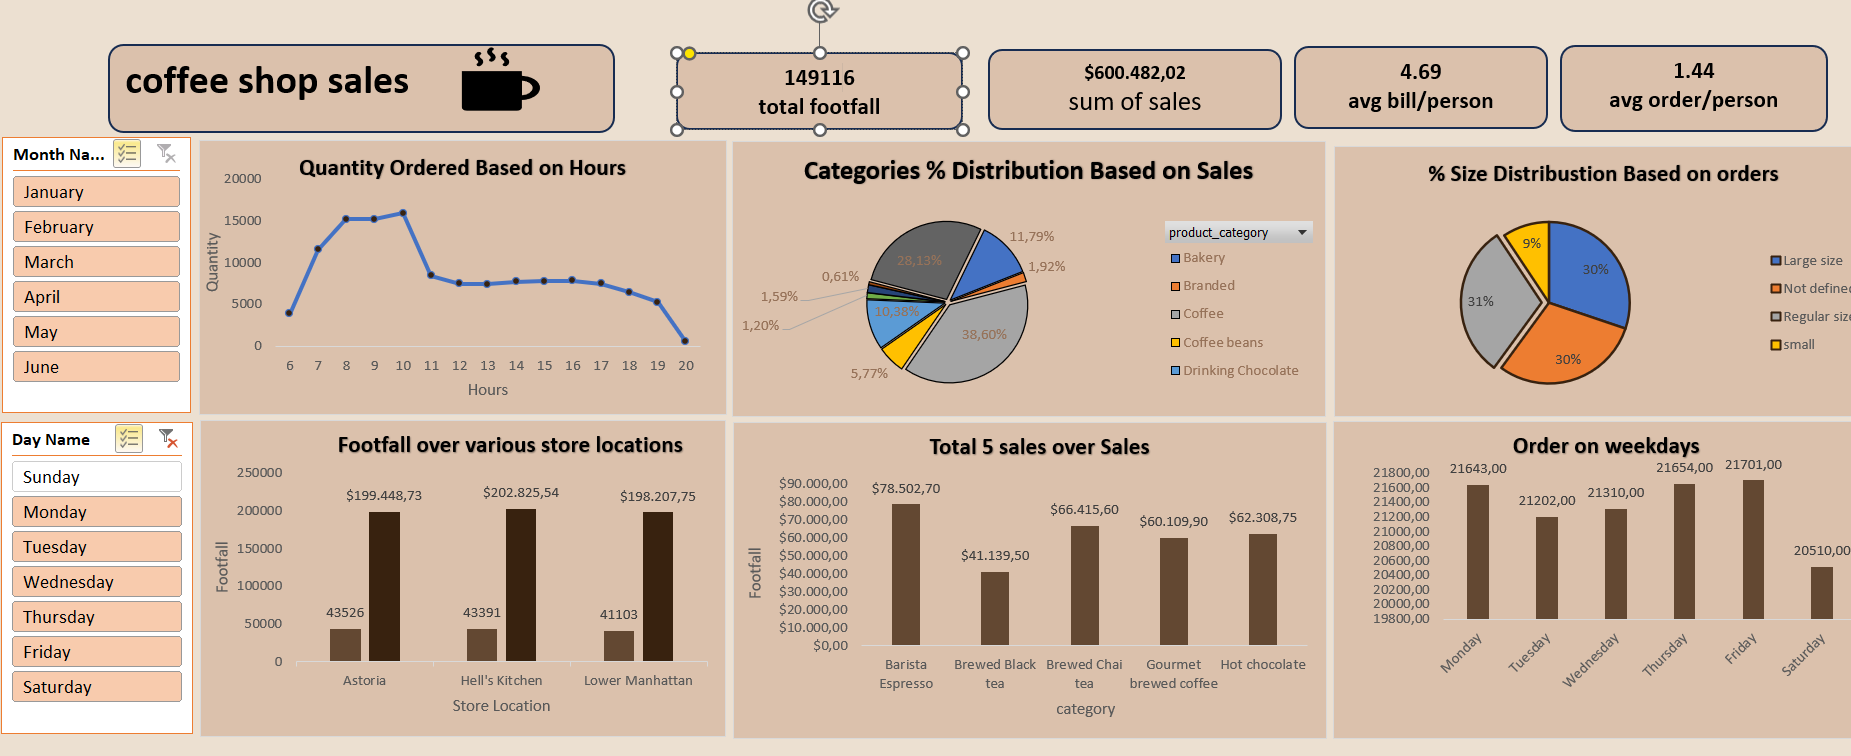 coffee shop sales
149116
total footfall
$600.482,02
sum of sales
4.69
avg bill/person
1.44
avg order/person
Month Na...
January
February
March
April
May
June
Day Name
Sunday
Monday
Tuesday
Wednesday
Thursday
Friday
Saturday
Quantity Ordered Based on Hours
20000
15000
10000
5000
0
Quantity
6 7 8 9 10 11 12 13 14 15 16 17 18 19 20
Hours
Categories % Distribution Based on Sales
11,79%
1,92%
38,60%
5,77%
10,38%
1,20%
1,59%
0,61%
28,13%
product_category
Bakery
Branded
Coffee
Coffee beans
Drinking Chocolate
% Size Distribustion Based on orders
9%
30%
31%
30%
Large size
Not defined
Regular size
small
Footfall over various store locations
250000
200000
150000
100000
50000
0
Footfall
$199.448,73
$202.825,54
$198.207,75
43526
43391
41103
Astoria
Hell's Kitchen
Lower Manhattan
Store Location
Total 5 sales over Sales
$90.000,00
$80.000,00
$70.000,00
$60.000,00
$50.000,00
$40.000,00
$30.000,00
$20.000,00
$10.000,00
$0,00
Footfall
$78.502,70
$41.139,50
$66.415,60
$60.109,90
$62.308,75
Barista
Espresso
Brewed Black
tea
Brewed Chai
tea
Gourmet
brewed coffee
Hot chocolate
category
Order on weekdays
21800,00
21600,00
21400,00
21200,00
21000,00
20800,00
20600,00
20400,00
20200,00
20000,00
19800,00
21643,00
21202,00
21310,00
21654,00
21701,00
20510,00
Monday
Tuesday
Wednesday
Thursday
Friday
Saturday